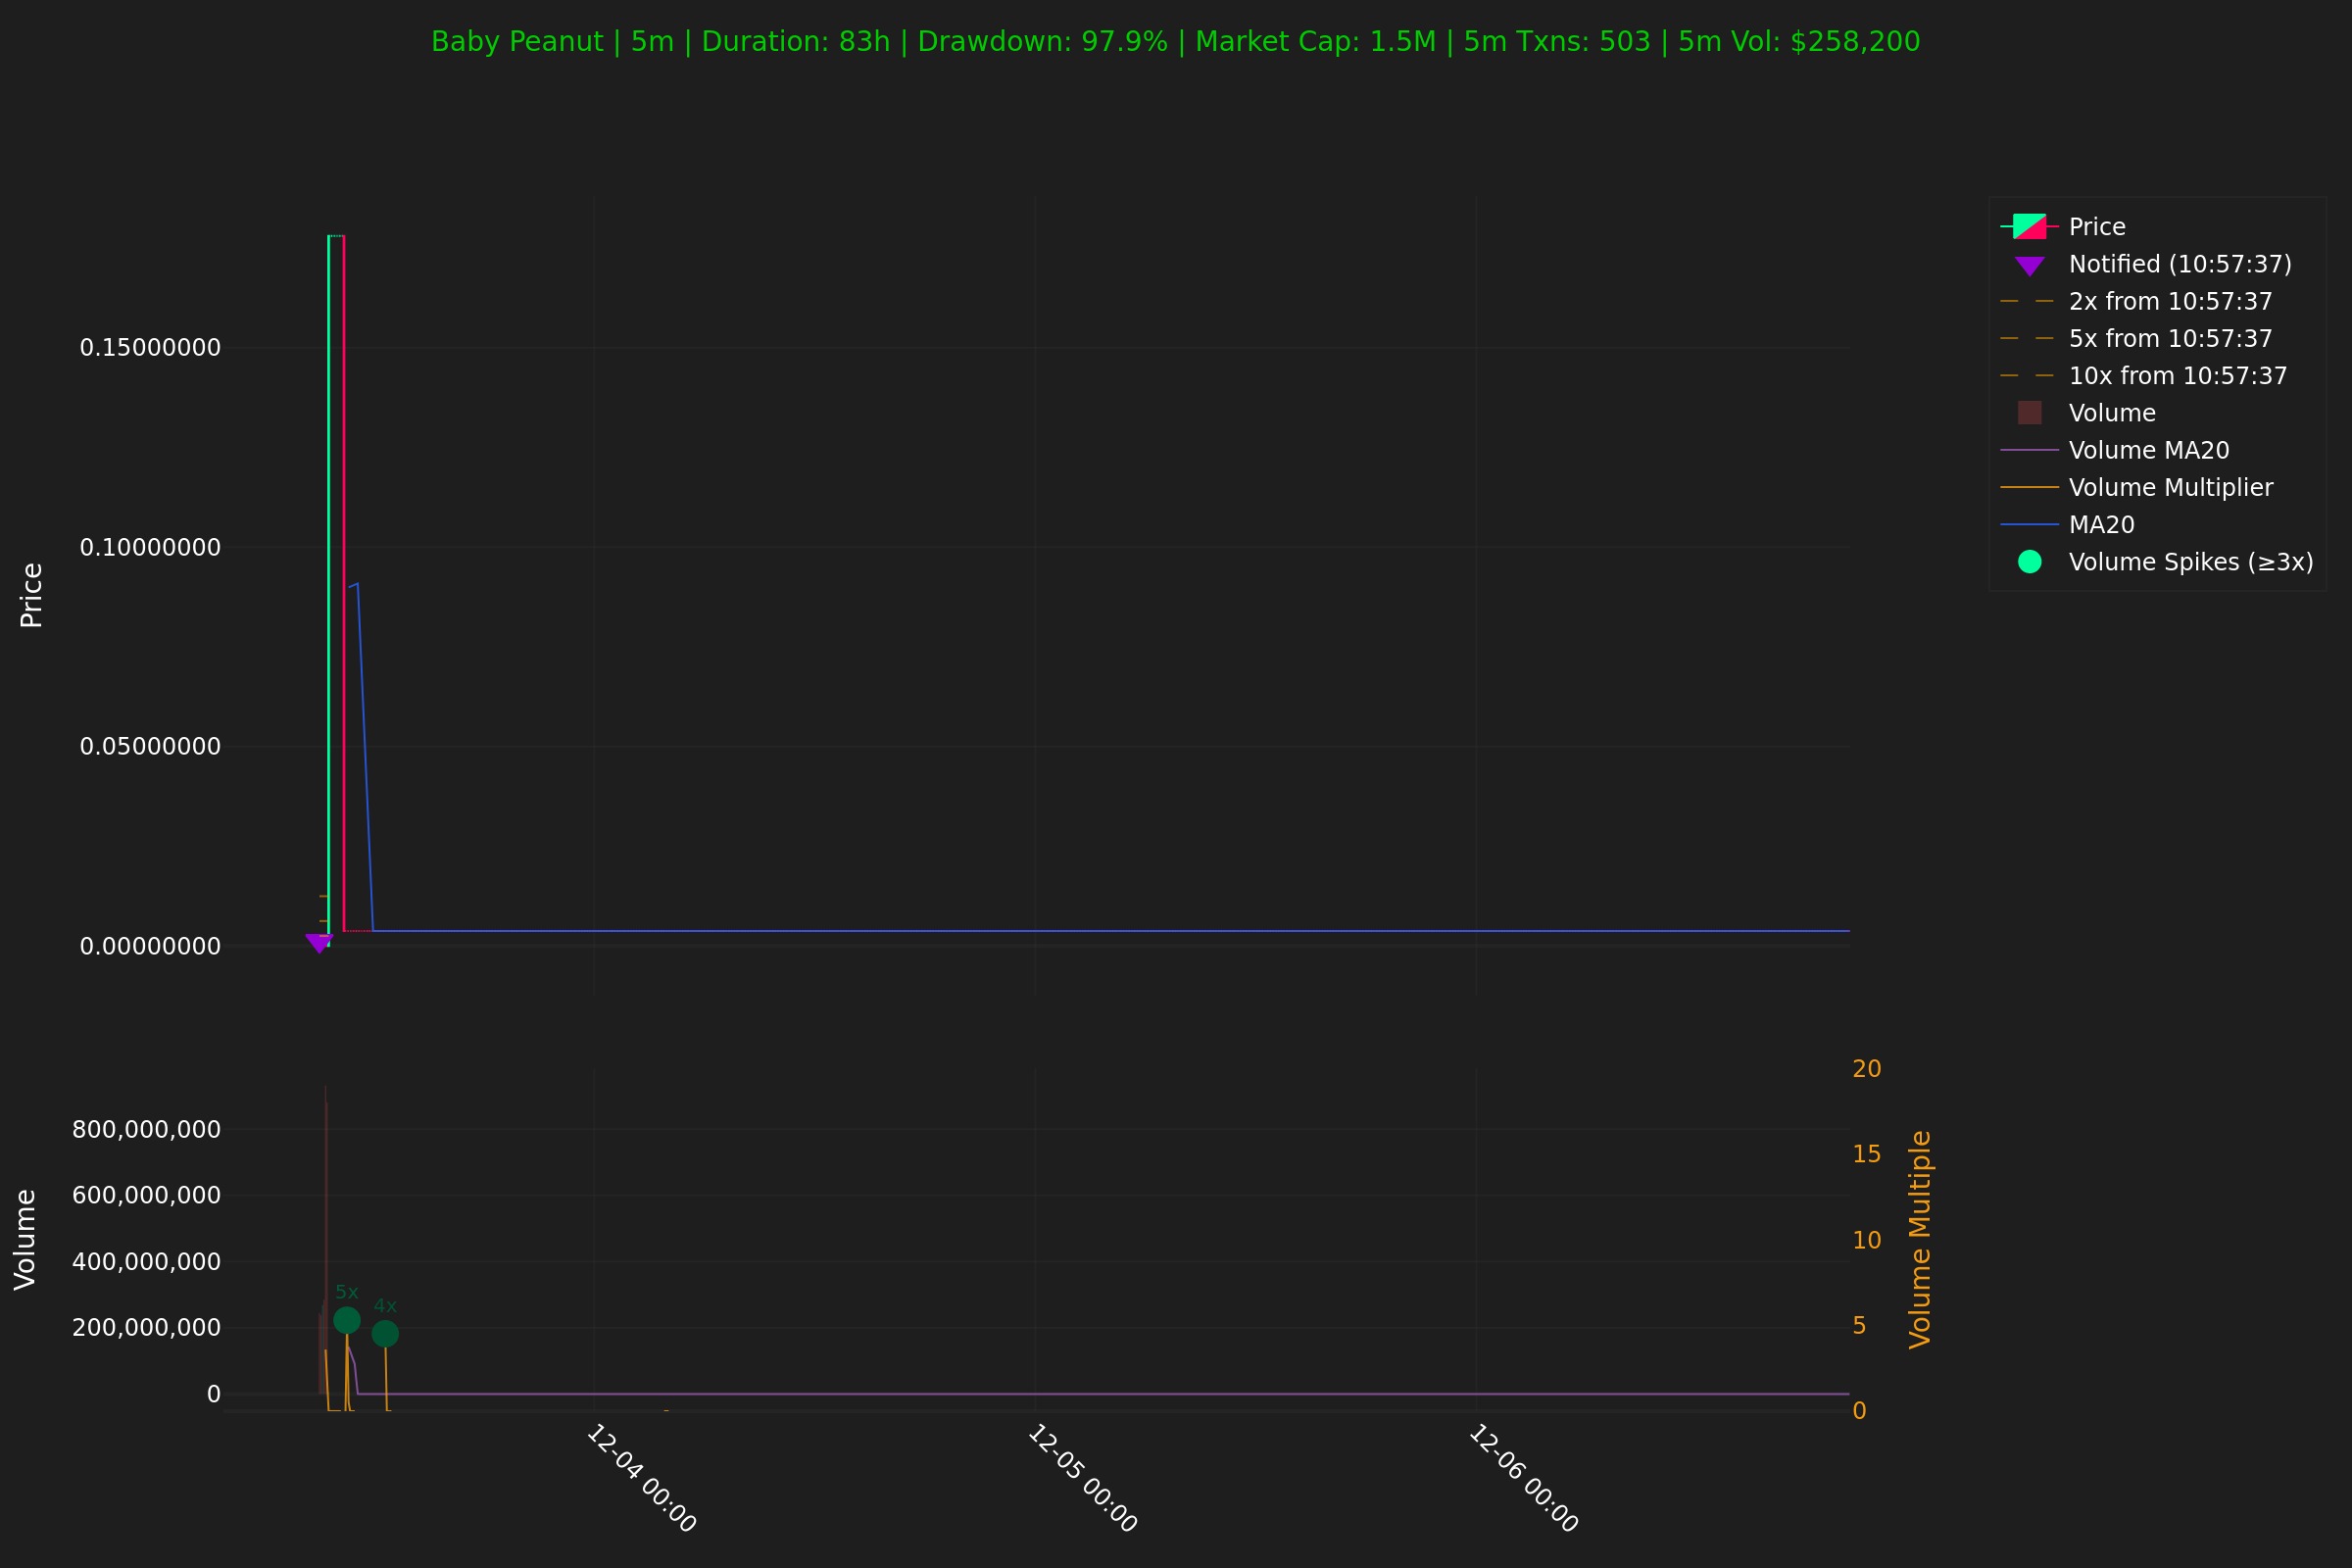 Baby Peanut | 5m | Duration: 83h | Drawdown: 97.9% | Market Cap: 1.5M | 5m Txns: 503 | 5m Vol: $258,200
Price
0.15000000
0.10000000
0.05000000
0.00000000
Price
Notified (10:57:37)
2x from 10:57:37
5x from 10:57:37
10x from 10:57:37
Volume
Volume MA20
Volume Multiplier
MA20
Volume Spikes (≥3x)
Volume
800,000,000
600,000,000
400,000,000
200,000,000
0
5x
4x
20
15
10
5
0
Volume Multiple
12-04 00:00
12-05 00:00
12-06 00:00